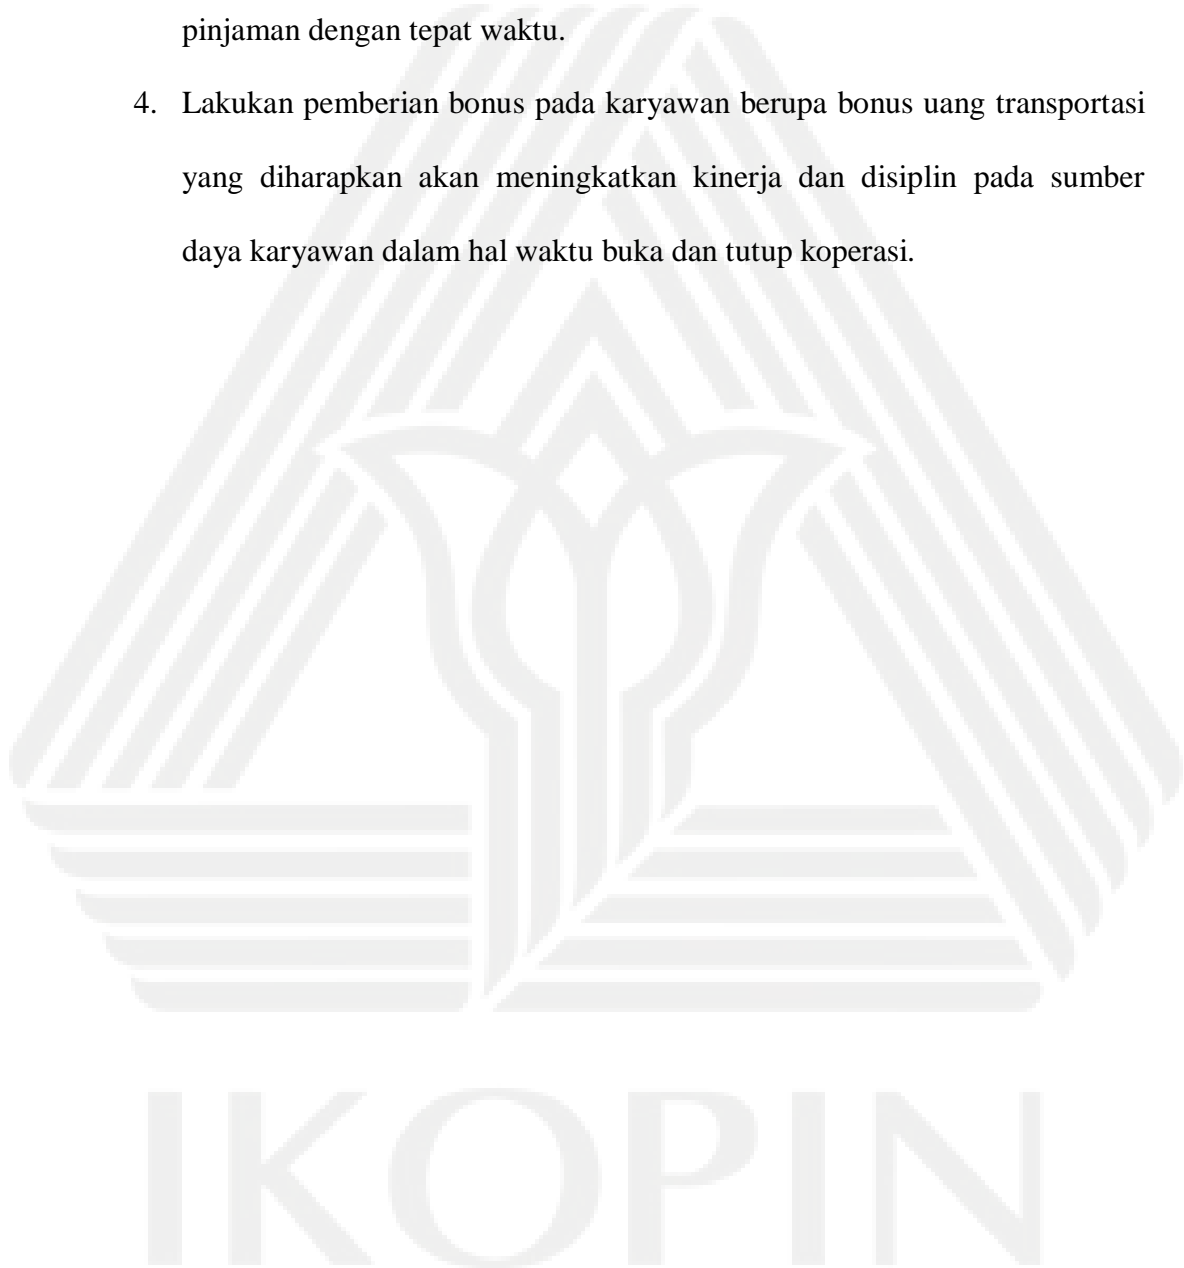 pinjaman dengan tepat waktu.
4. Lakukan pemberian bonus pada karyawan berupa bonus uang transportasi
yang diharapkan akan meningkatkan kinerja dan disiplin pada sumber
daya karyawan dalam hal waktu buka dan tutup koperasi.
IKOPIN